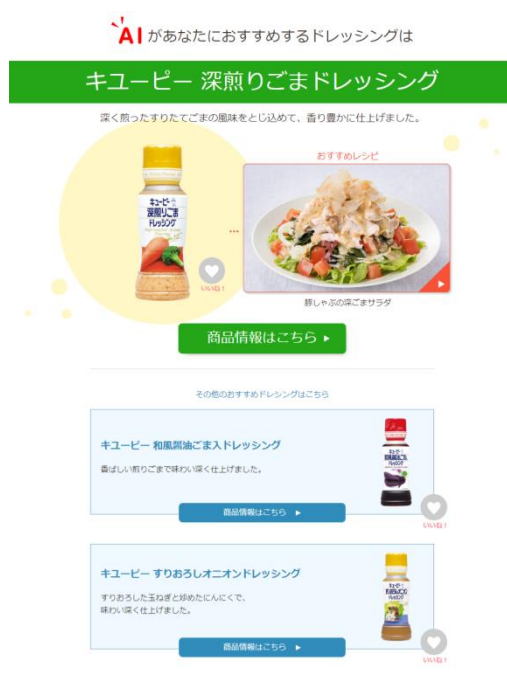 AIがあなたにおすすめするドレッシングは
キユーピー 深煎りごまドレッシング
深く煎ったすりたてごまの風味をとじ込めて、香り豊かに仕上げました。
おすすめレシピ
キユーピー
深煎りごま
ドレッシング
いいね！
豚しゃぶの深ごまサラダ
商品情報はこちら ▶
その他のおすすめドレシングはこちら
キユーピー 和風醤油ごま入ドレッシング
香ばしい煎りごまで味わい深く仕上げました。
商品情報はこちら ▶
いいね！
キユーピー すりおろしオニオンドレッシング
すりおろした玉ねぎと炒めたにんにくで、
味わい深く仕上げました。
商品情報はこちら ▶
いいね！